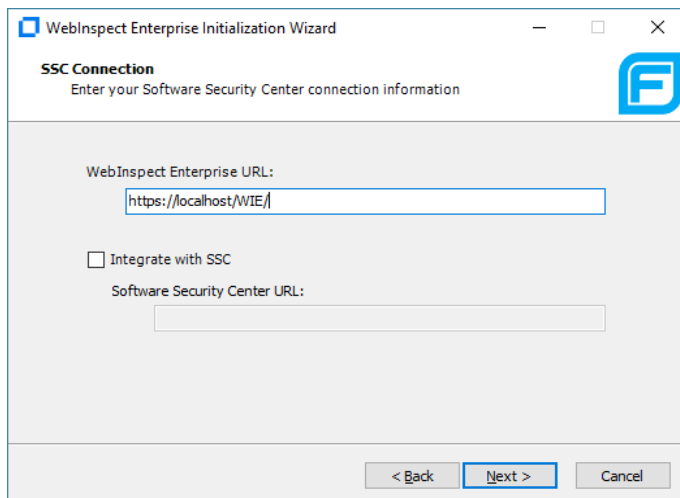 WebInspect Enterprise Initialization Wizard
SSC Connection
Enter your Software Security Center connection information
F
WebInspect Enterprise URL:
https://localhost/WIE/
Integrate with SSC
Software Security Center URL:
< Back Next > Cancel